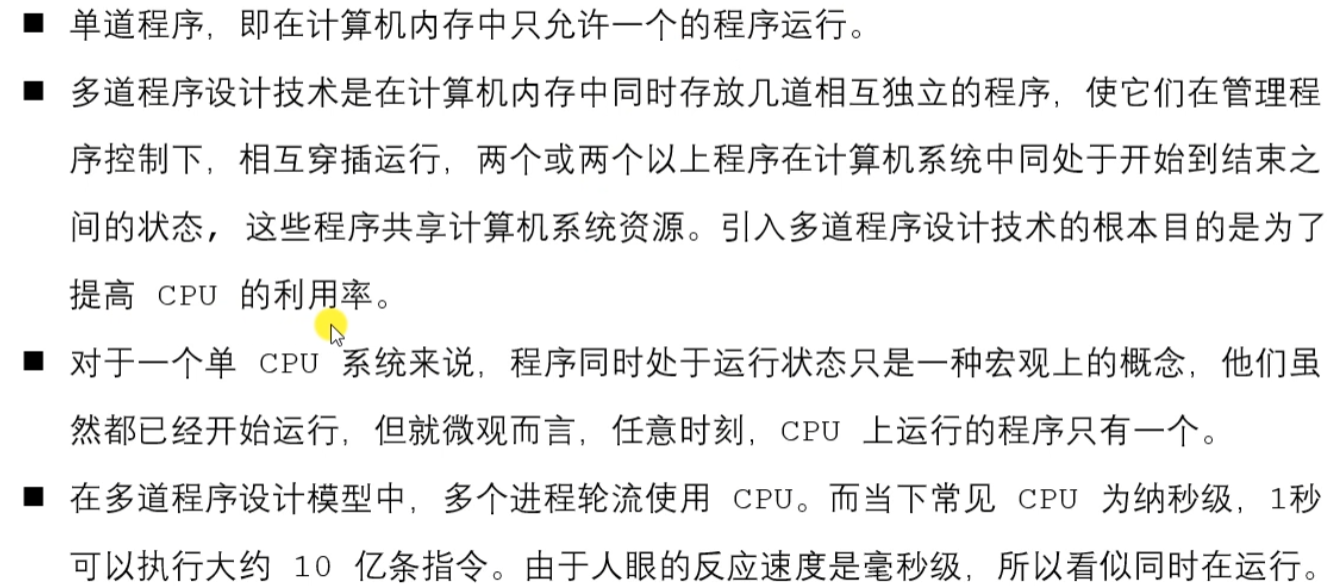 ■ 单道程序，即在计算机内存中只允许一个的程序运行。
■ 多道程序设计技术是在计算机内存中同时存放几道相互独立的程序，使它们在管理程
序控制下，相互穿插运行，两个或两个以上程序在计算机系统中同处于开始到结束之
间的状态，这些程序共享计算机系统资源。引入多道程序设计技术的根本目的是为了
提高 CPU 的利用率。
■ 对于一个单 CPU 系统来说，程序同时处于运行状态只是一种宏观上的概念，他们虽
然都已经开始运行，但就微观而言，任意时刻，CPU 上运行的程序只有一个。
■ 在多道程序设计模型中，多个进程轮流使用 CPU。而当下常见 CPU 为纳秒级，1秒
可以执行大约 10 亿条指令。由于人眼的反应速度是毫秒级，所以看似同时在运行。